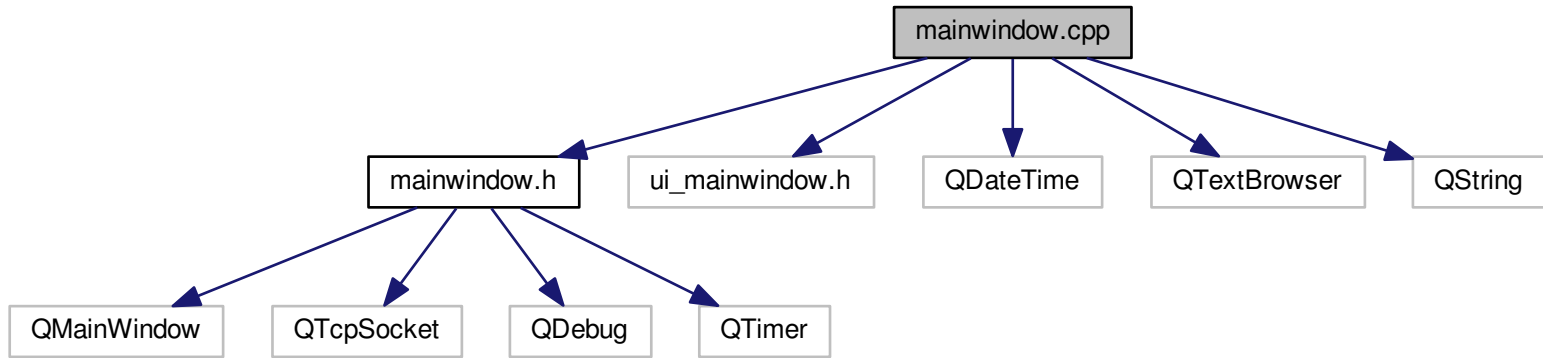 mainwindow.cpp
mainwindow.h
ui_mainwindow.h
QDateTime
QTextBrowser
QString
QMainWindow
QTcpSocket
QDebug
QTimer